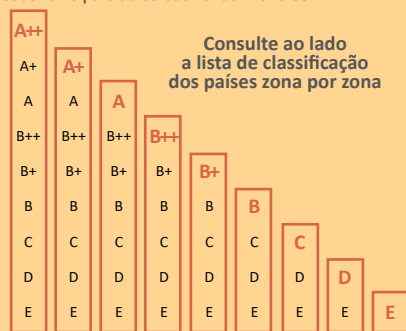 Consulte ao lado
a lista de classificação
dos países zona por zona
A++
A+ A+
A A A
B++ B++ B++ B++
B+ B+ B+ B+ B+
B B B B B B
C C C C C C C
D D D D D D D D
E E E E E E E E E